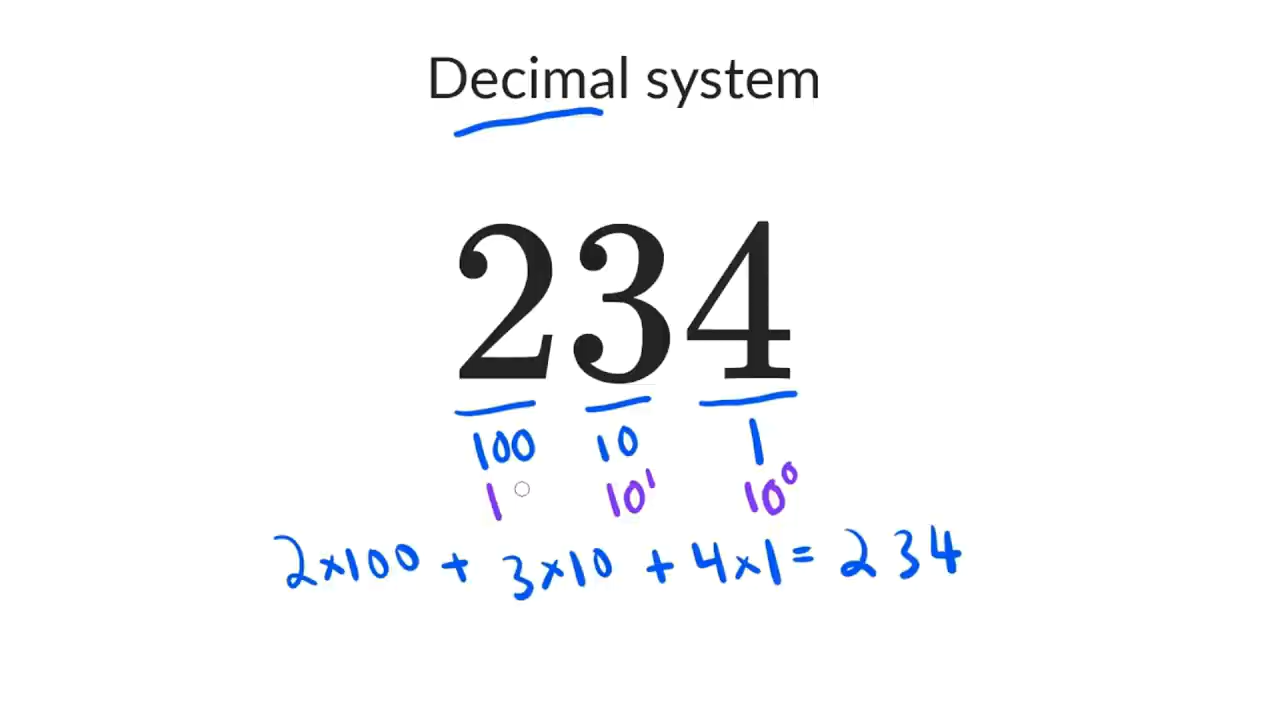 Decimal system
234
100 10 1
1 10¹ 10⁰
2×100 + 3×10 + 4×1 = 234